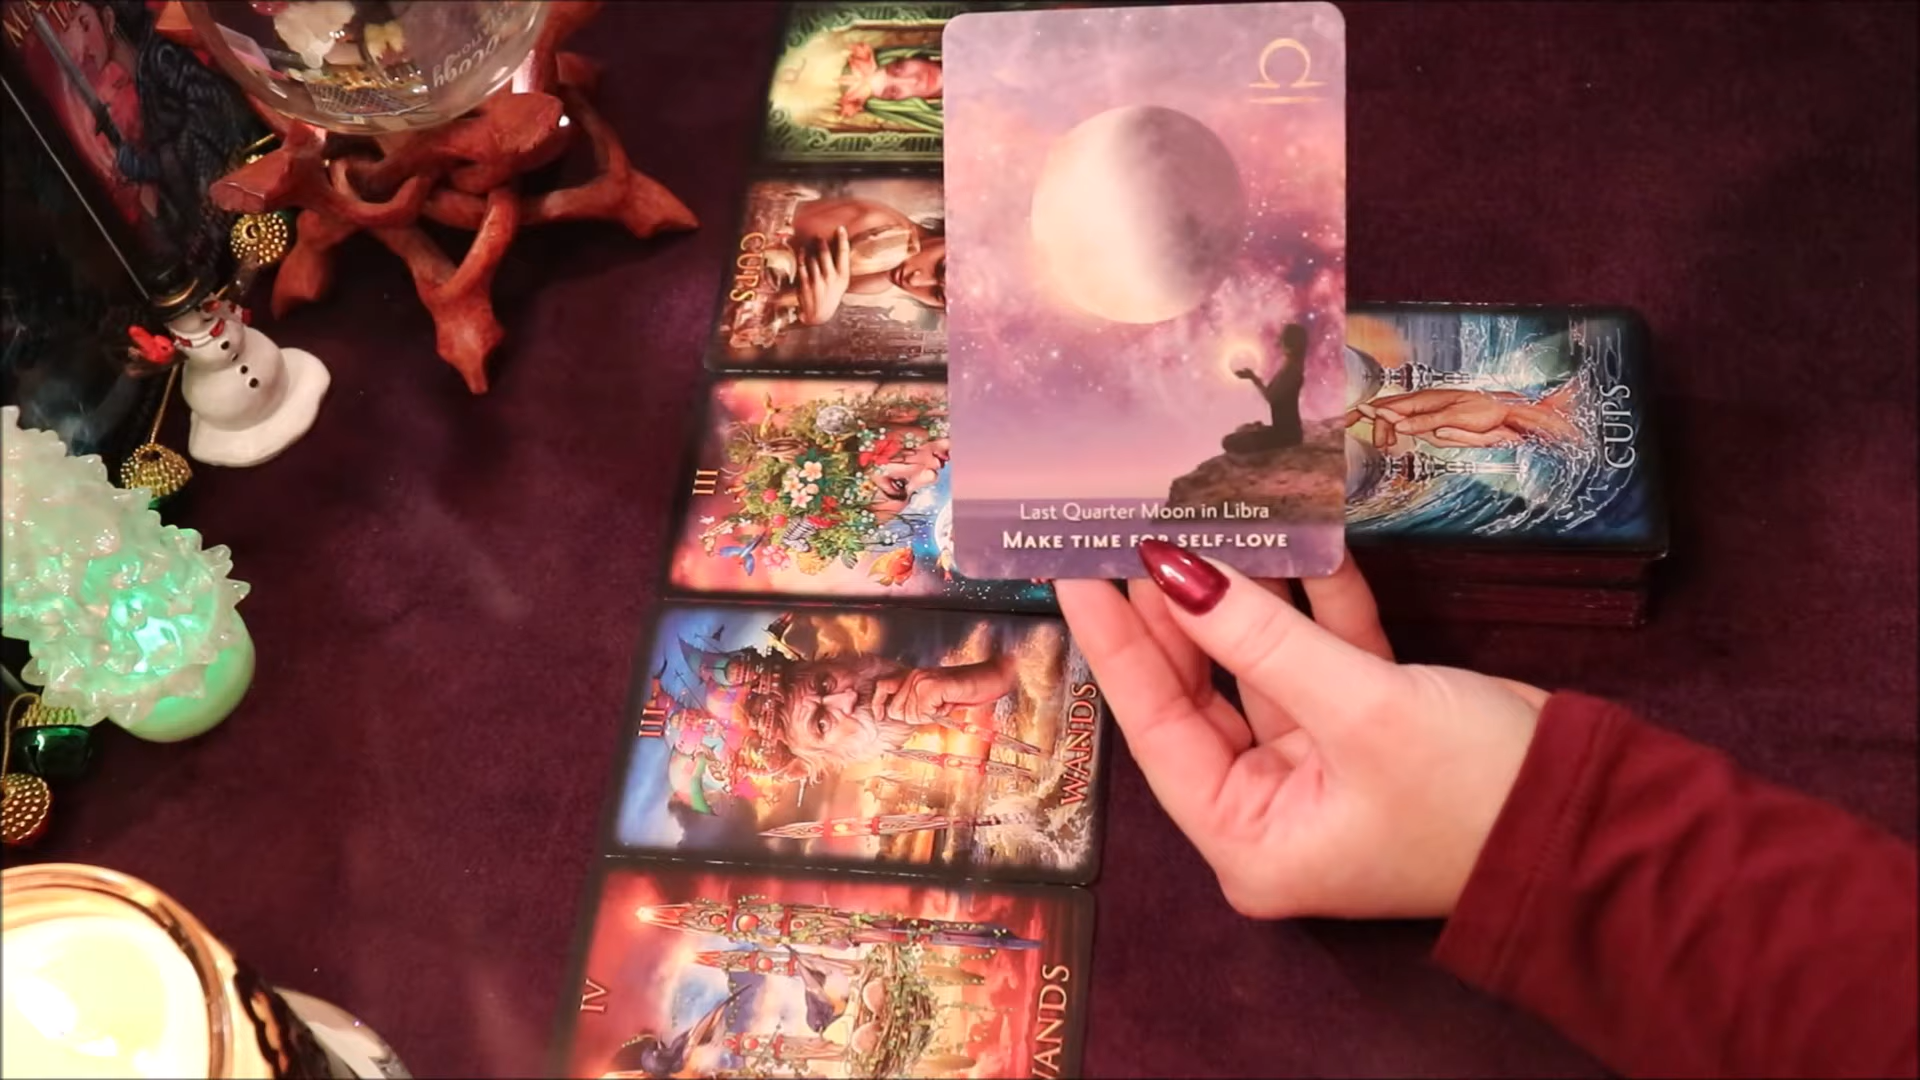 CUPS
III
Last Quarter Moon in Libra
MAKE TIME FOR SELF-LOVE
CUPS
III
WANDS
IV
WANDS